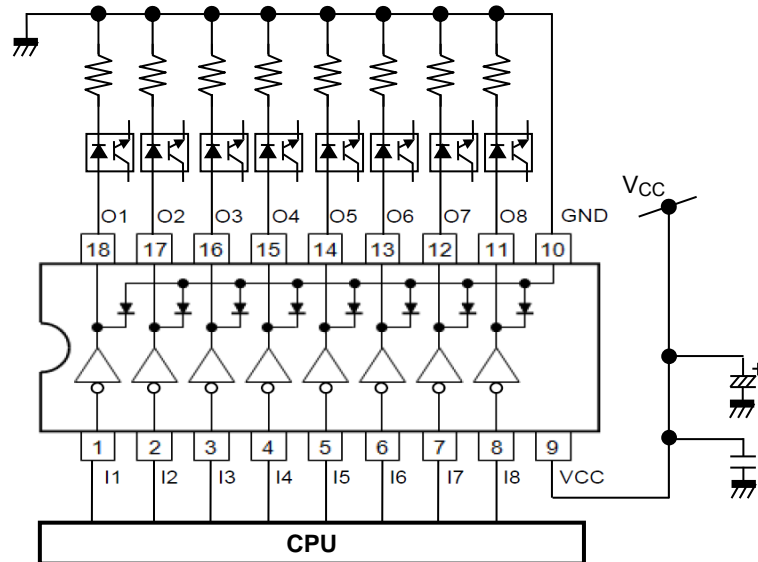 O1 O2 O3 O4 O5 O6 O7 O8 GND
VCC
18 17 16 15 14 13 12 11 10
+
1 2 3 4 5 6 7 8 9
I1 I2 I3 I4 I5 I6 I7 I8 VCC
CPU